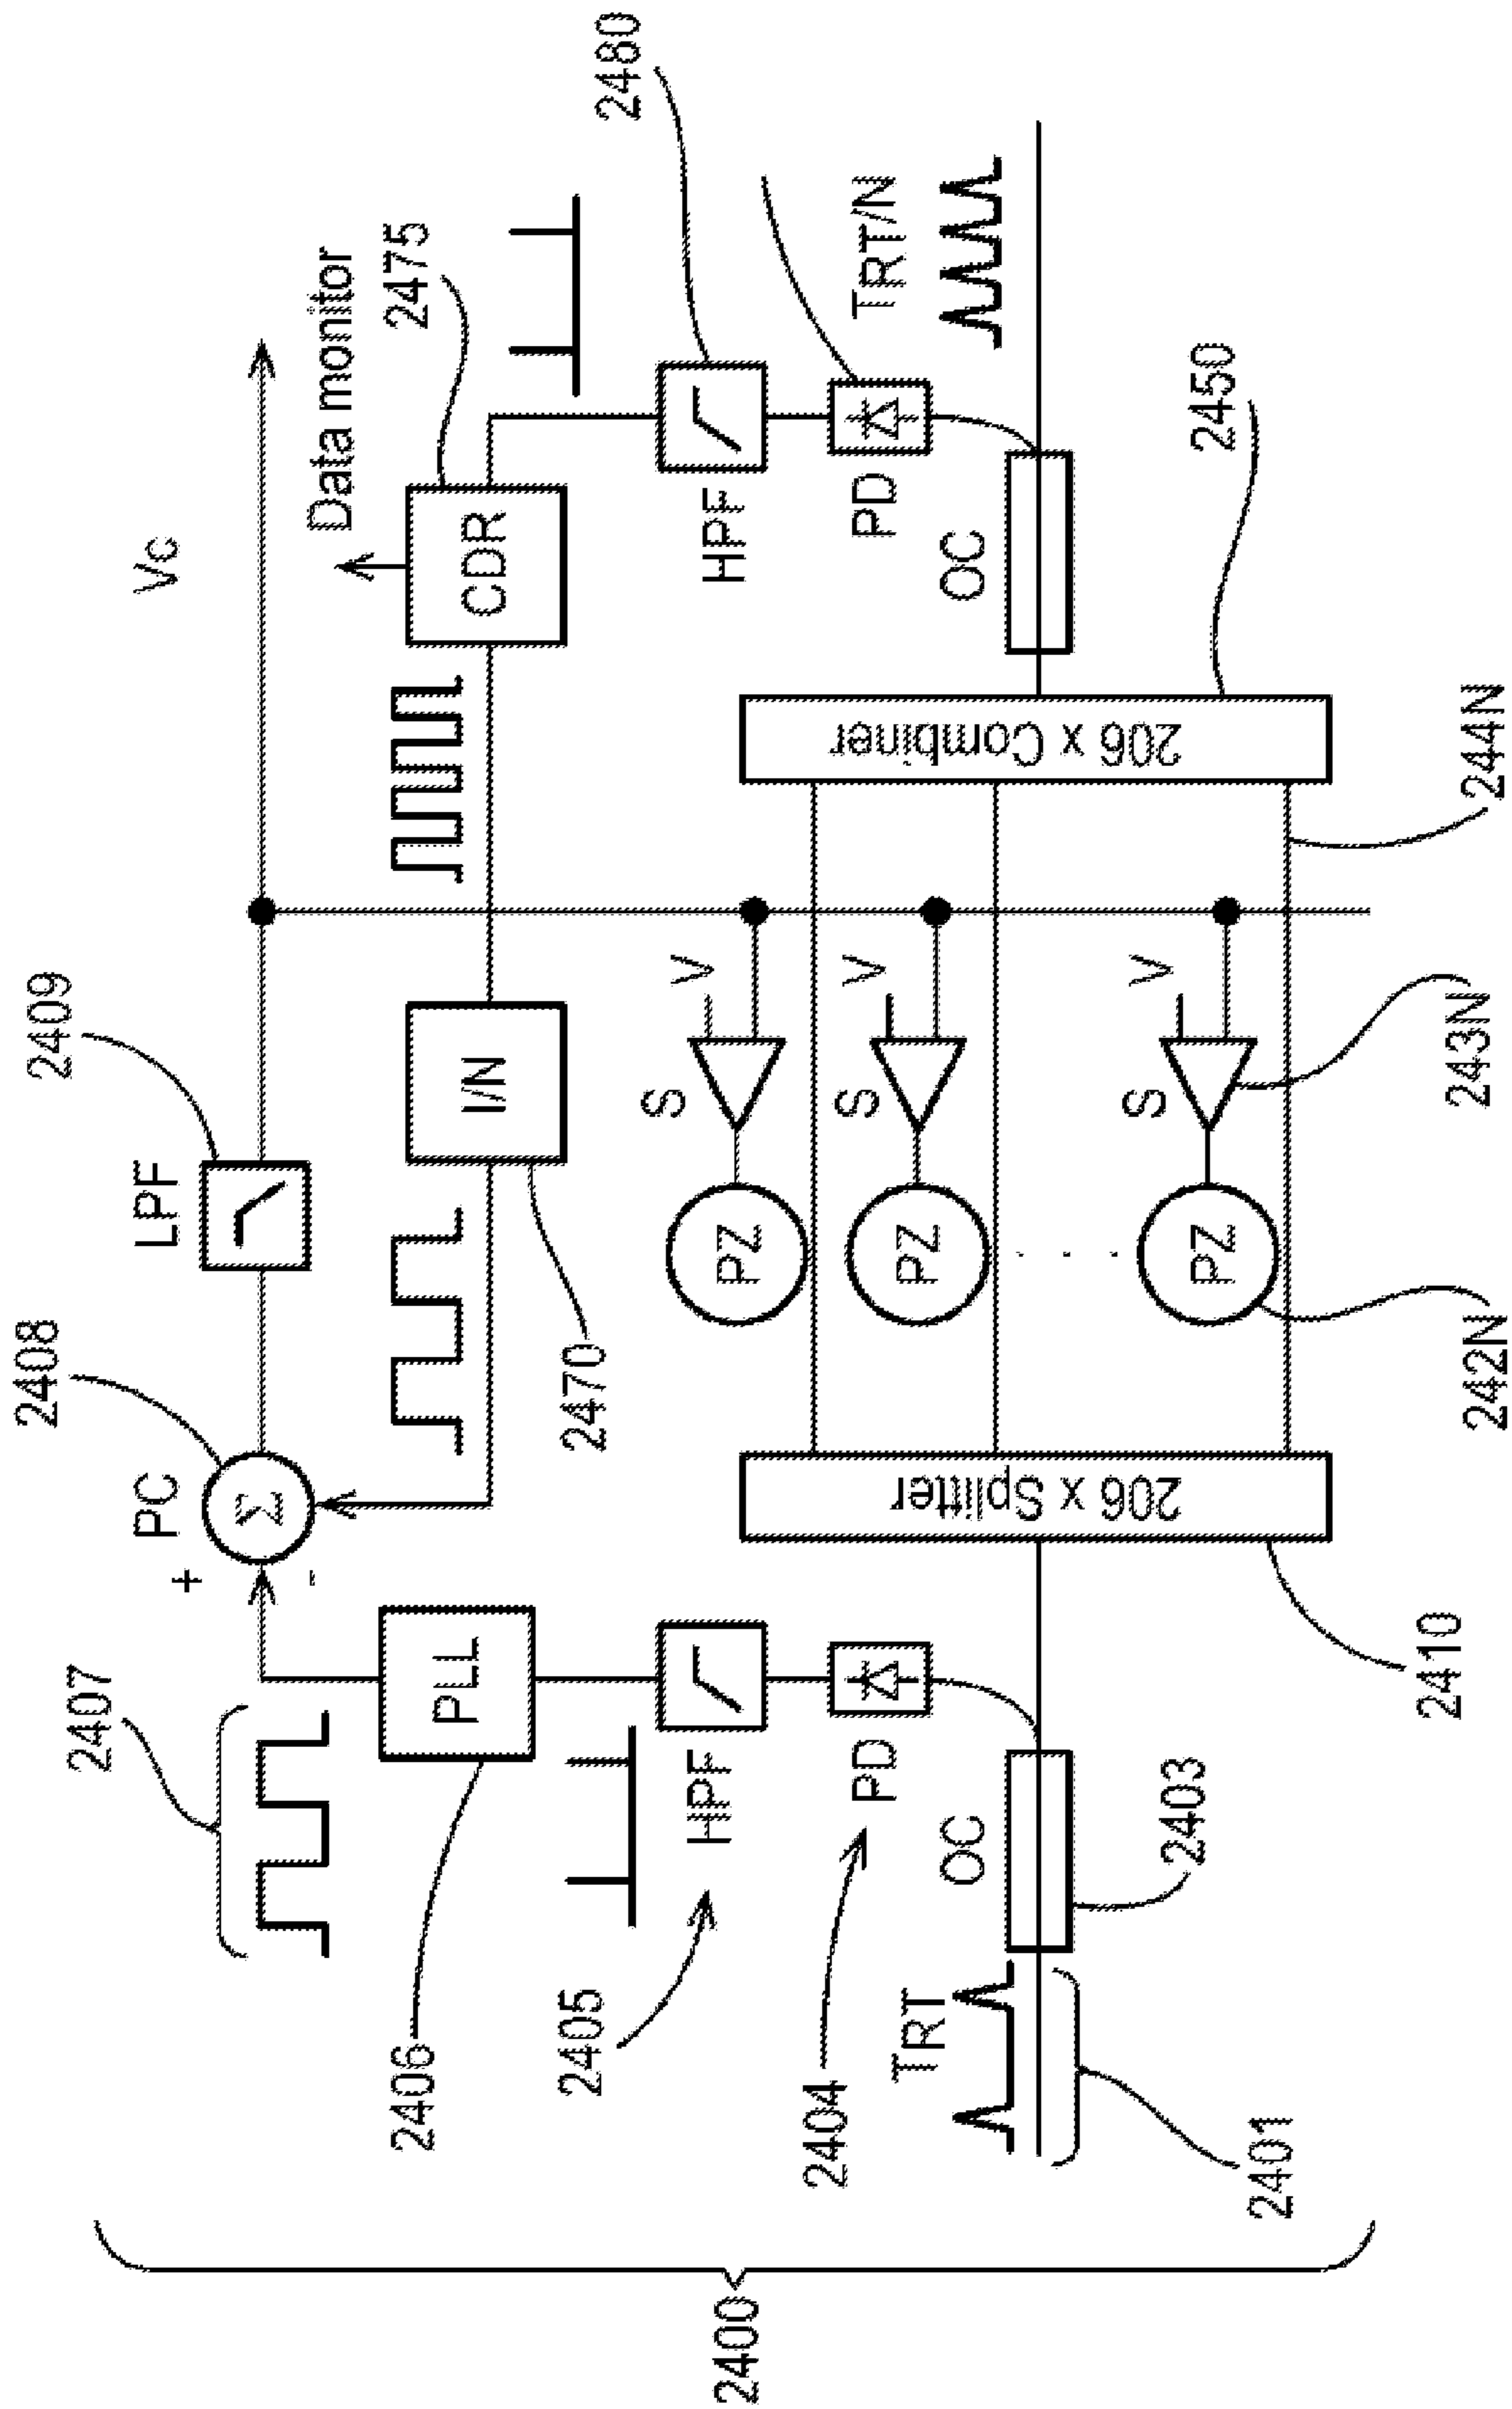 2400
2407
2408
2409
PC
LPF
Vc
+
-
Σ
Data monitor
2406
PLL
2470
I/N
CDR
2475
2405
HPF
HPF
2480
2404
PD
PD
TRT
OC
OC
TRT/N
2401
2403
2410
206 x Splitter
PZ
S
V
PZ
S
V
. . .
PZ
S
V
242N
243N
244N
206 x Combiner
2450